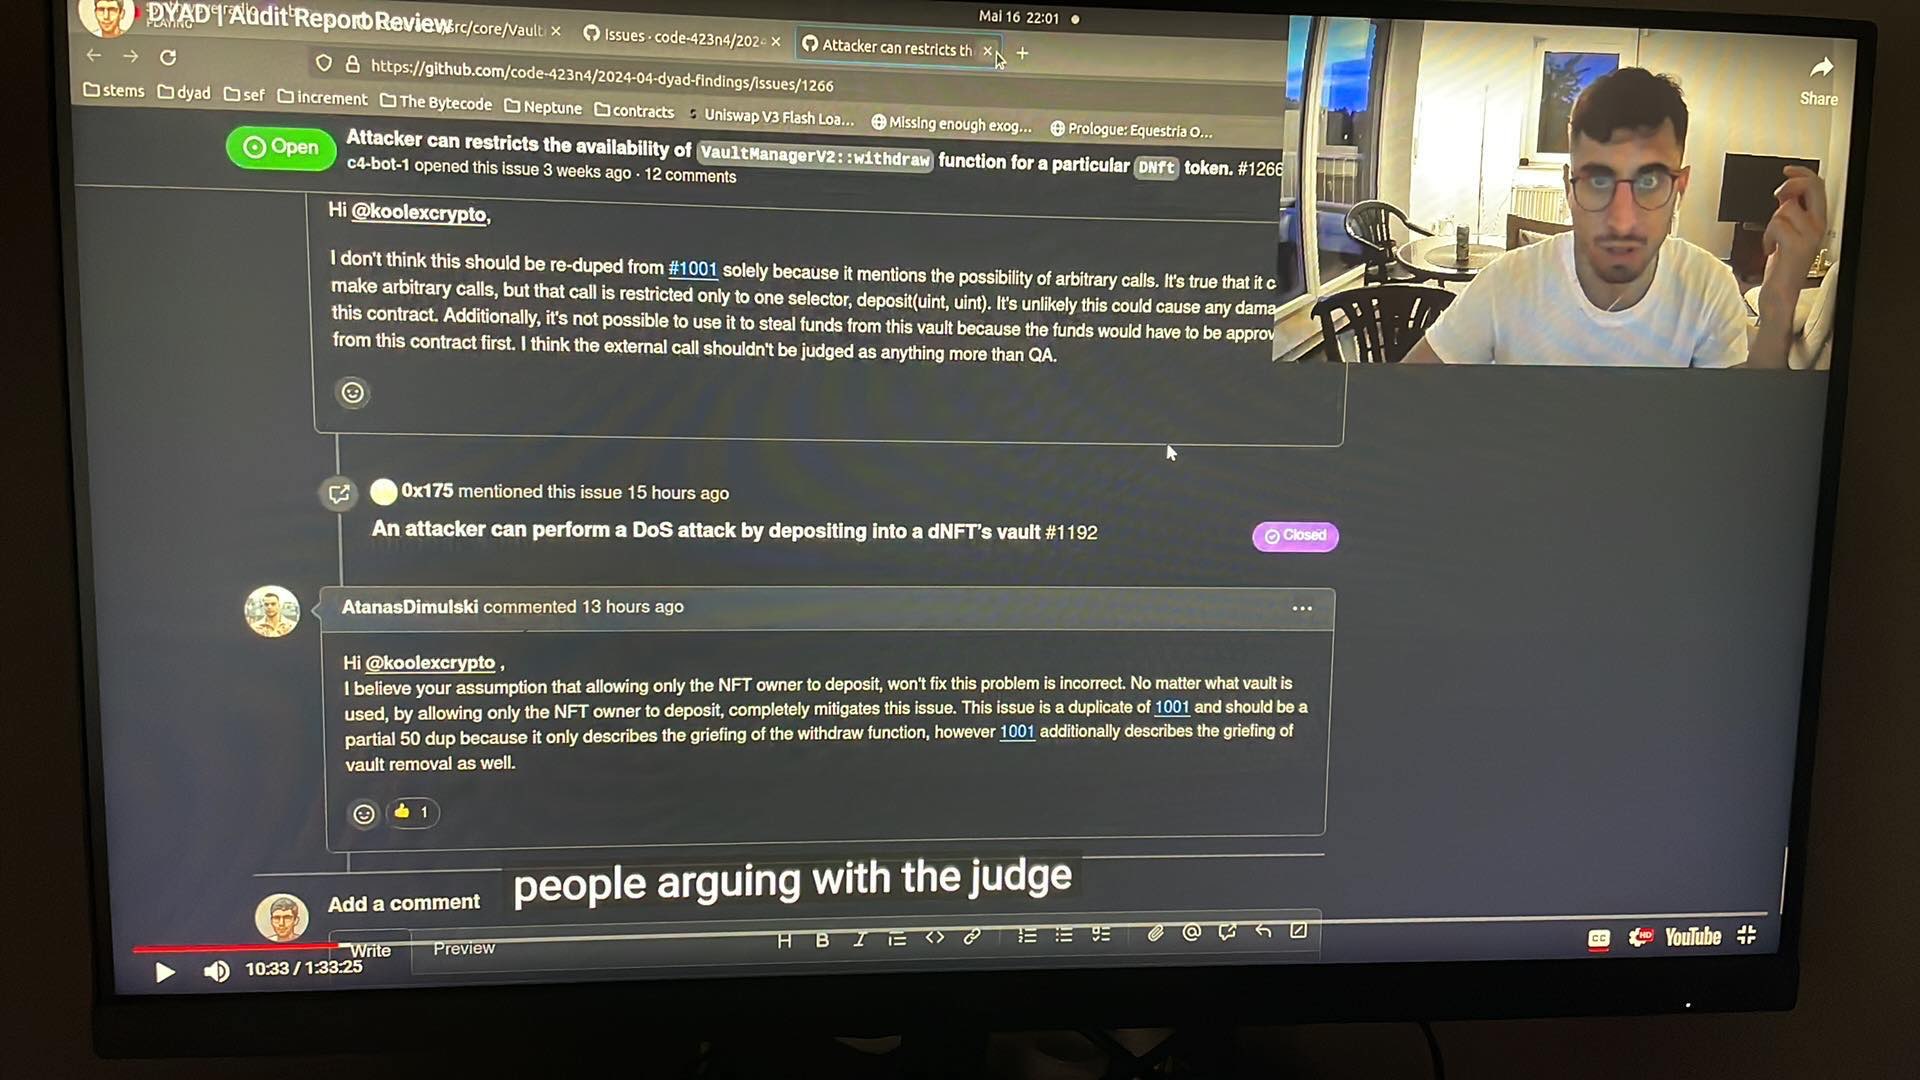 DYAD | Audit Report Review
PLAYING
src/core/Vault
Issues · code-423n4/202
Attacker can restricts th
Mai 16 22:01
https://github.com/code-423n4/2024-04-dyad-findings/issues/1266
stems dyad sef increment The Bytecode Neptune contracts Uniswap V3 Flash Loa... Missing enough exog... Prologue: Equestria O...
Share
Open
Attacker can restricts the availability of VaultManagerV2::withdraw function for a particular DNft token. #1266
c4-bot-1 opened this issue 3 weeks ago · 12 comments
Hi @koolexcrypto,
I don't think this should be re-duped from #1001 solely because it mentions the possibility of arbitrary calls. It's true that it c
make arbitrary calls, but that call is restricted only to one selector, deposit(uint, uint). It's unlikely this could cause any dama
this contract. Additionally, it's not possible to use it to steal funds from this vault because the funds would have to be approv
from this contract first. I think the external call shouldn't be judged as anything more than QA.
0x175 mentioned this issue 15 hours ago
An attacker can perform a DoS attack by depositing into a dNFT's vault #1192
Closed
AtanasDimulski commented 13 hours ago
Hi @koolexcrypto ,
I believe your assumption that allowing only the NFT owner to deposit, won't fix this problem is incorrect. No matter what vault is
used, by allowing only the NFT owner to deposit, completely mitigates this issue. This issue is a duplicate of 1001 and should be a
partial 50 dup because it only describes the griefing of the withdraw function, however 1001 additionally describes the griefing of
vault removal as well.
1
people arguing with the judge
Add a comment
Write Preview
H B I
10:33 / 1:33:25
CC HD YouTube